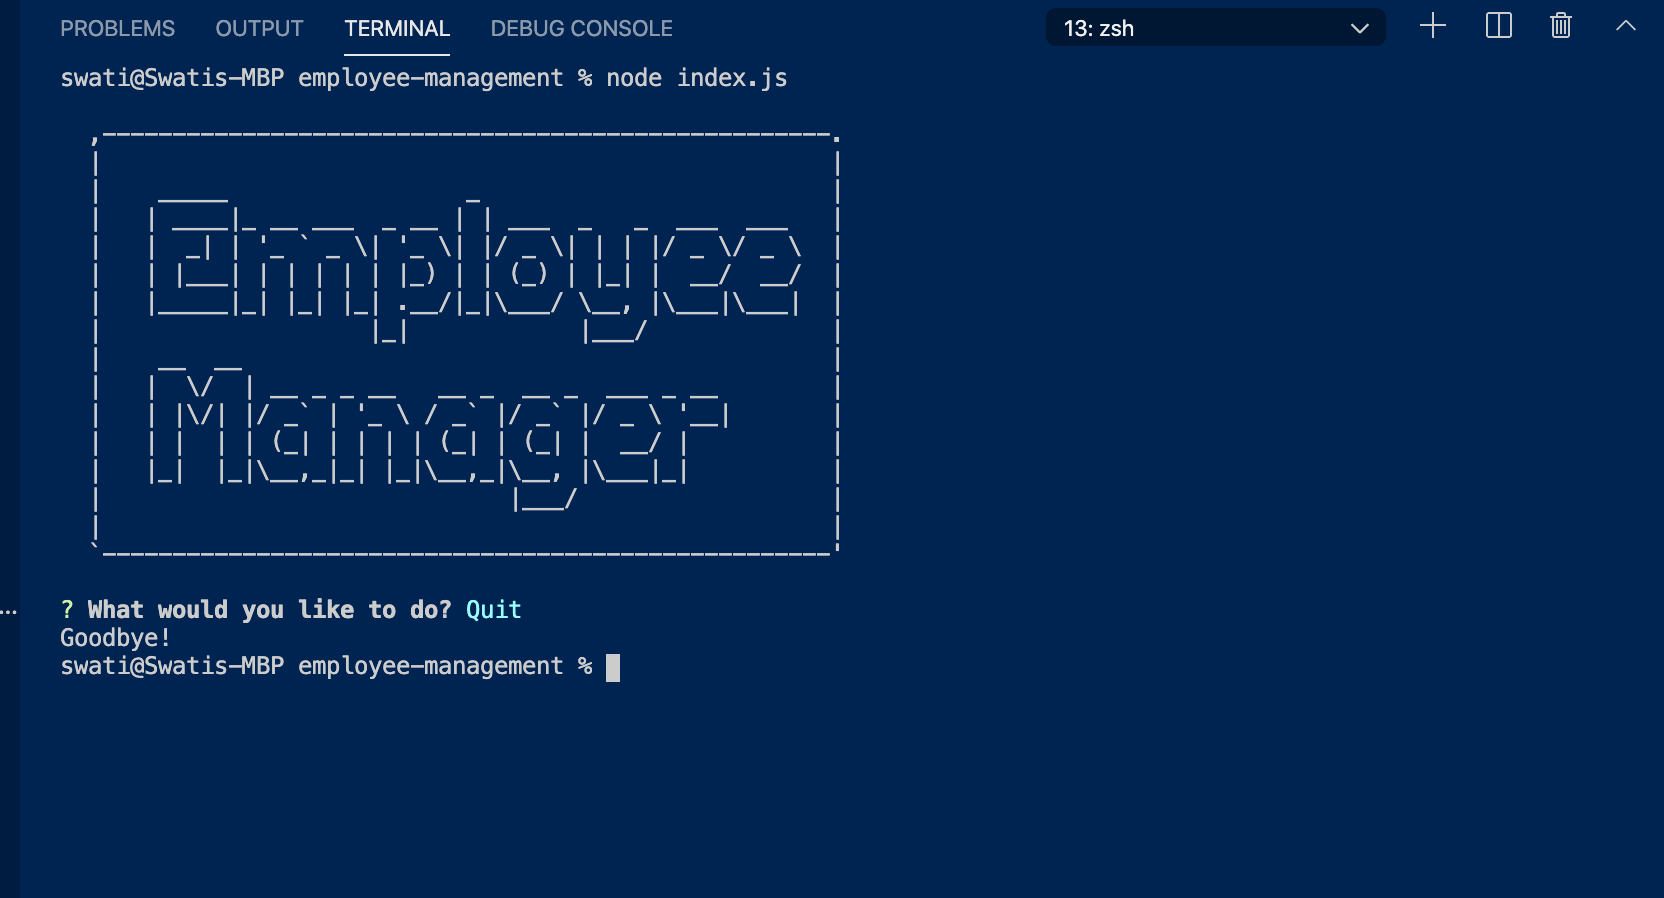 PROBLEMS OUTPUT TERMINAL DEBUG CONSOLE 13: zsh
swati@Swatis-MBP employee-management % node index.js
Employee
Manager
? What would you like to do? Quit
Goodbye!
swati@Swatis-MBP employee-management %